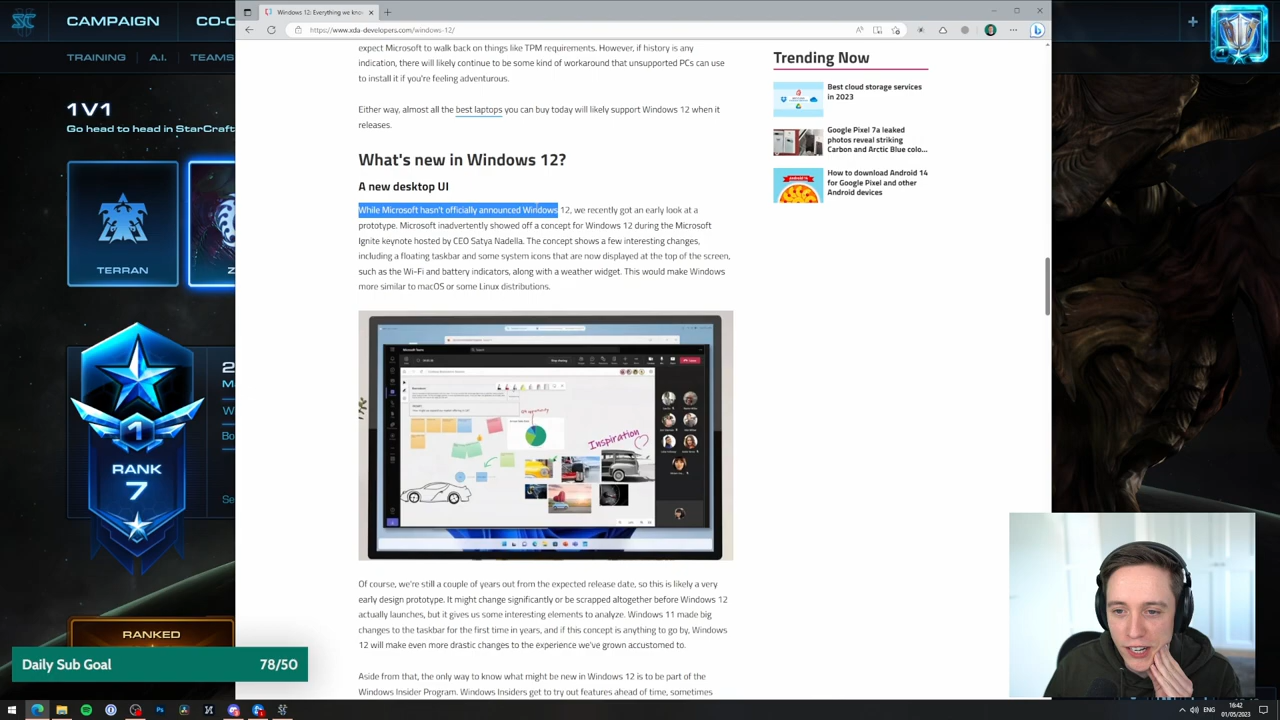 CAMPAIGN
CO-O
TRAINING
A.I.
TEAMS
1V1
Go head to head in StarCraft
TERRAN
Z
1
RANK
7
RANKED
Daily Sub Goal
78/50
Windows 12: Everything we kno
https://www.xda-developers.com/windows-12/
expect Microsoft to walk back on things like TPM requirements. However, if history is any
indication, there will likely continue to be some kind of workaround that unsupported PCs can use
to install it if you're feeling adventurous.
Either way, almost all the best laptops you can buy today will likely support Windows 12 when it
releases.
What's new in Windows 12?
A new desktop UI
While Microsoft hasn't officially announced Windows 12, we recently got an early look at a
prototype. Microsoft inadvertently showed off a concept for Windows 12 during the Microsoft
Ignite keynote hosted by CEO Satya Nadella. The concept shows a few interesting changes,
including a floating taskbar and some system icons that are now displayed at the top of the screen,
such as the Wi-Fi and battery indicators, along with a weather widget. This would make Windows
more similar to macOS or some Linux distributions.
Inspiration
Of course, we're still a couple of years out from the expected release date, so this is likely a very
early design prototype. It might change significantly or be scrapped altogether before Windows 12
actually launches, but it gives us some interesting elements to analyze. Windows 11 made big
changes to the taskbar for the first time in years, and if this concept is anything to go by, Windows
12 will make even more drastic changes to the experience we've grown accustomed to.
Aside from that, the only way to know what might be new in Windows 12 is to be part of the
Windows Insider Program. Windows Insiders get to try out features ahead of time, sometimes
Trending Now
Best cloud storage services
in 2023
Google Pixel 7a leaked
photos reveal striking
Carbon and Arctic Blue colo...
How to download Android 14
for Google Pixel and other
Android devices
ENG
16:42
01/05/2023